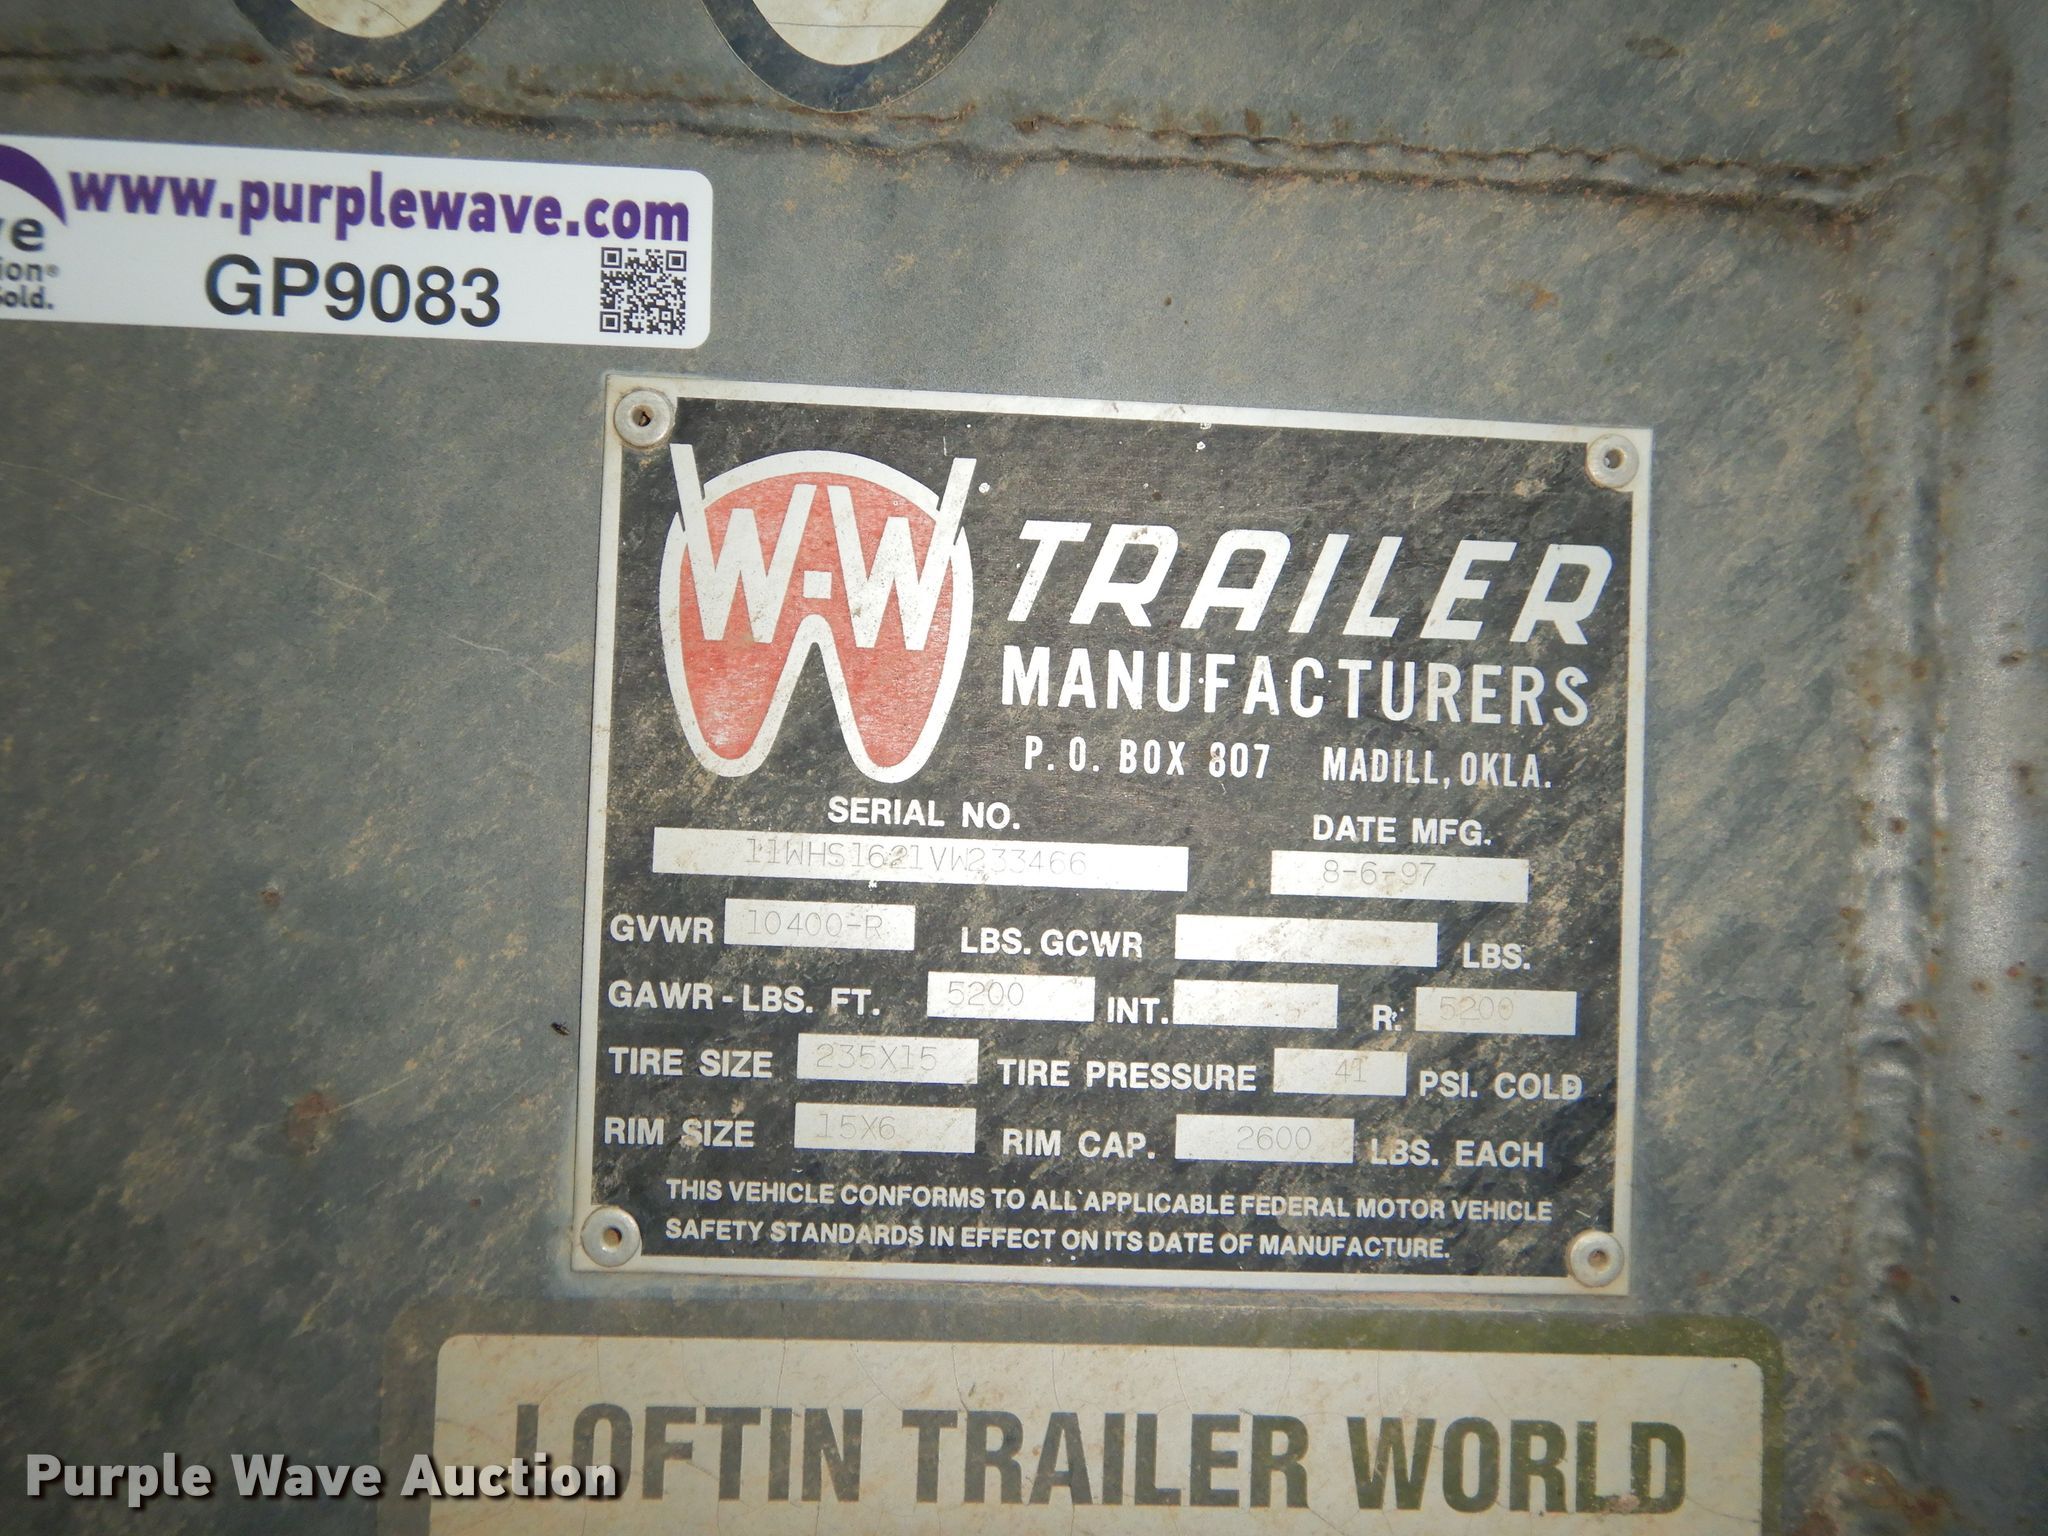 www.purplewave.com
ve
ion®
Sold.
GP9083
W-W
TRAILER
MANUFACTURERS
P. O. BOX 807 MADILL, OKLA.
SERIAL NO. DATE MFG.
11WHS1621VW233466 8-6-97
GVWR 10400-R LBS. GCWR LBS.
GAWR - LBS. FT. 5200 INT. R. 5200
TIRE SIZE 235X15 TIRE PRESSURE 41 PSI. COLD
RIM SIZE 15X6 RIM CAP. 2600 LBS. EACH
THIS VEHICLE CONFORMS TO ALL APPLICABLE FEDERAL MOTOR VEHICLE
SAFETY STANDARDS IN EFFECT ON ITS DATE OF MANUFACTURE.
LOFTIN TRAILER WORLD
Purple Wave Auction